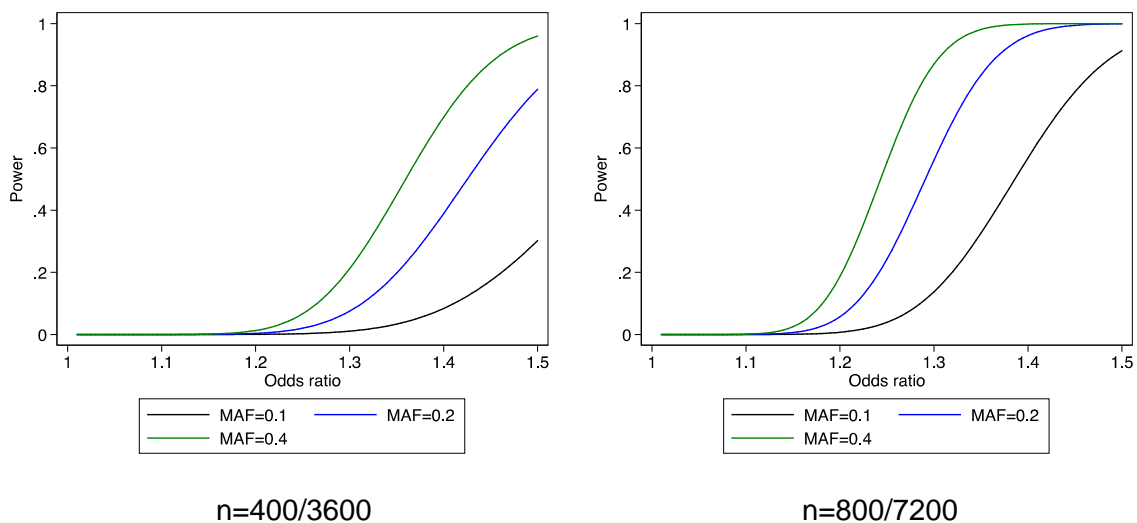 1
.8
.6
.4
.2
0
Power
1 1.1 1.2 1.3 1.4 1.5
Odds ratio
MAF=0.1 MAF=0.2
MAF=0.4
n=400/3600
1
.8
.6
.4
.2
0
Power
1 1.1 1.2 1.3 1.4 1.5
Odds ratio
MAF=0.1 MAF=0.2
MAF=0.4
n=800/7200